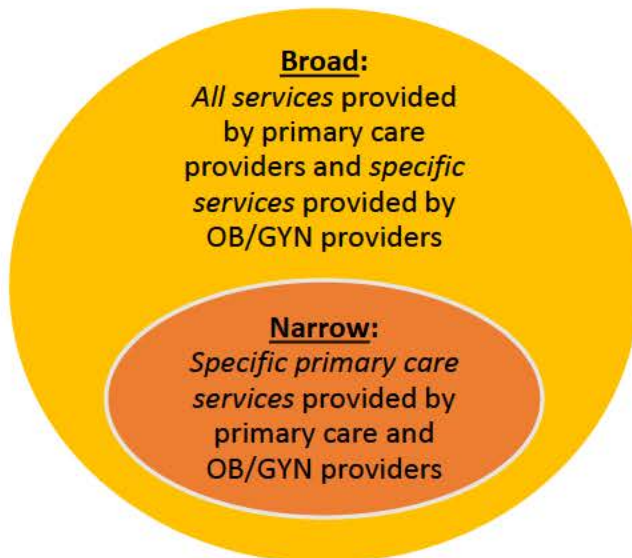 Broad:
All services provided
by primary care
providers and specific
services provided by
OB/GYN providers
Narrow:
Specific primary care
services provided by
primary care and
OB/GYN providers